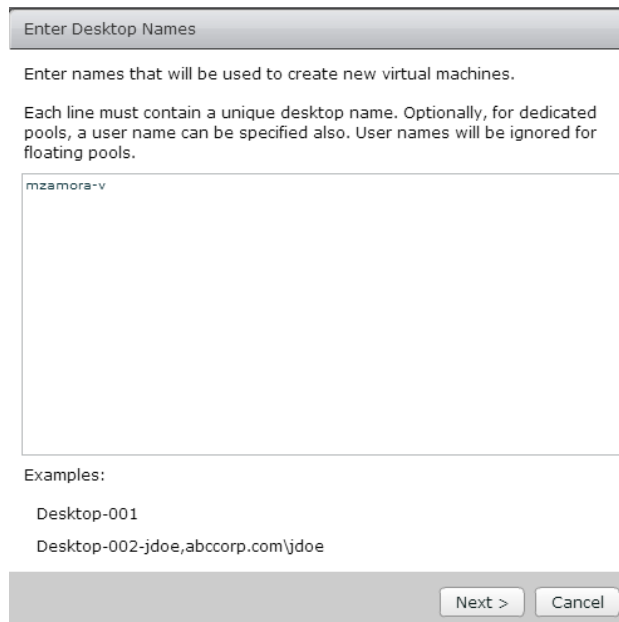 Enter Desktop Names
Enter names that will be used to create new virtual machines.
Each line must contain a unique desktop name. Optionally, for dedicated
pools, a user name can be specified also. User names will be ignored for
floating pools.
mzamora-v
Examples:
Desktop-001
Desktop-002-jdoe,abccorp.com\jdoe
Next >
Cancel